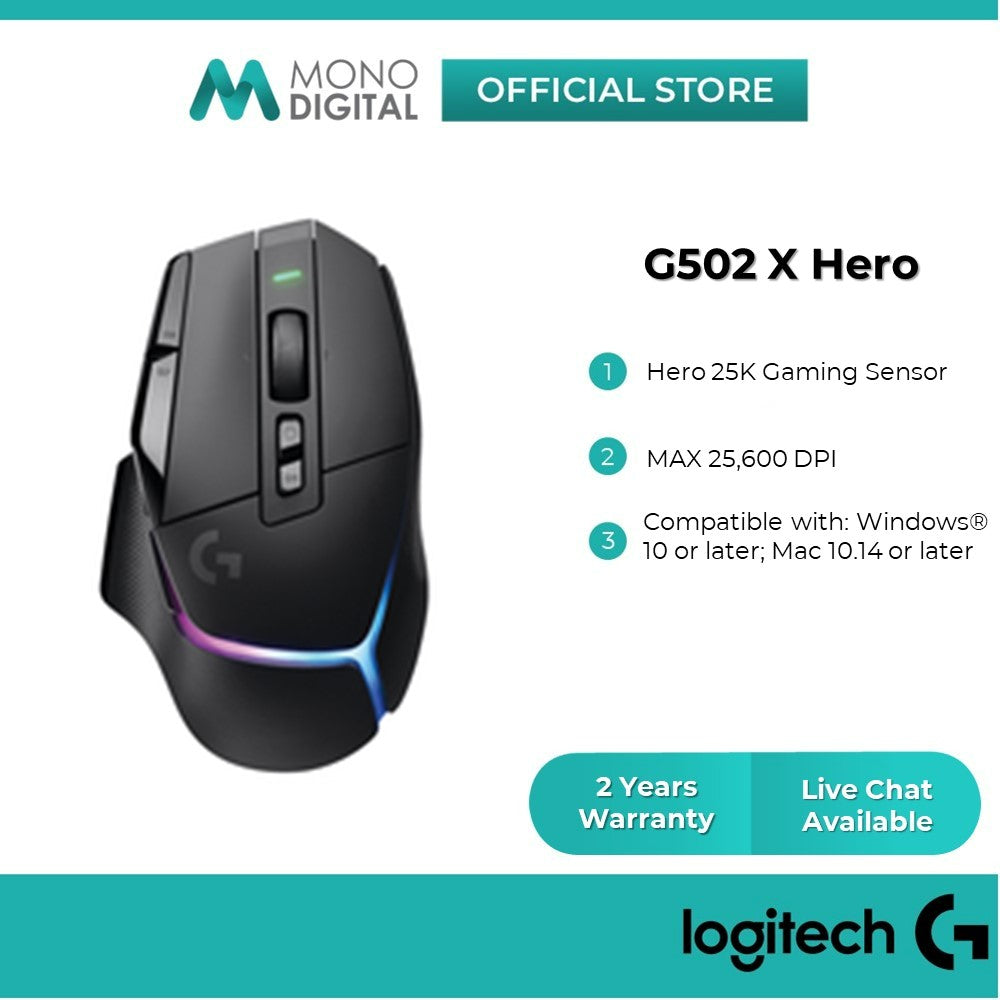 MONO
DIGITAL
OFFICIAL STORE
G502 X Hero
1 Hero 25K Gaming Sensor
2 MAX 25,600 DPI
3 Compatible with: Windows®
10 or later; Mac 10.14 or later
2 Years
Warranty
Live Chat
Available
logitech G